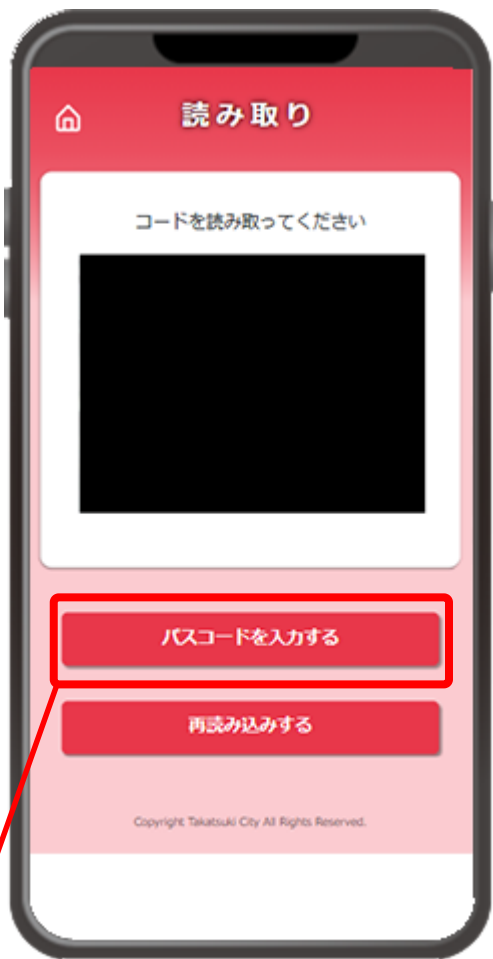 読み取り
コードを読み取ってください
パスコードを入力する
再読み込みする
Copyright Takatsuki City All Rights Reserved.